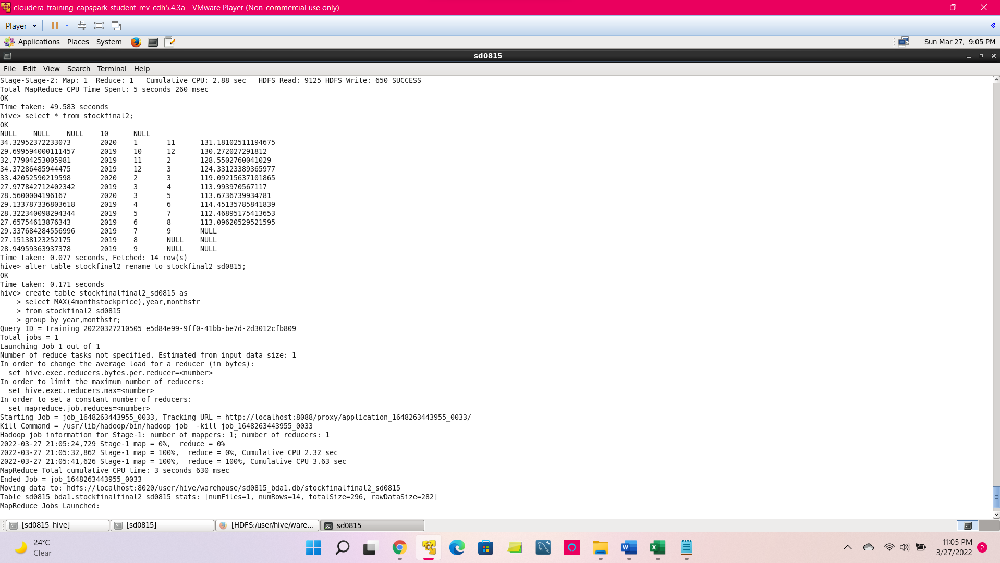 cloudera-training-capspark-student-rev_cdh5.4.3a - VMware Player (Non-commercial use only)
Player
Applications Places System Sun Mar 27, 9:05 PM
sd0815
File Edit View Search Terminal Help
Stage-Stage-2: Map: 1  Reduce: 1   Cumulative CPU: 2.88 sec   HDFS Read: 9125 HDFS Write: 650 SUCCESS
Total MapReduce CPU Time Spent: 5 seconds 260 msec
OK
Time taken: 49.583 seconds
hive> select * from stockfinal2;
OK
NULL    NULL    NULL    10      NULL
34.32952372233073       2020    1       11      131.18102511194675
29.699594000111457      2019    10      12      130.272027291812
32.77904253005981       2019    11      2       128.5502760041029
34.37286485944475       2019    12      3       124.33123389365977
33.42052590219598       2020    2       3       119.09215637101865
27.977842712402342      2019    3       4       113.993970567117
28.5600004196167        2020    3       5       113.6736739934781
29.133787336803618      2019    4       6       114.45135785841839
28.322340098294344      2019    5       7       112.46895175413653
27.65754613876343       2019    6       8       113.09620529521595
29.337684284556996      2019    7       9       NULL
27.15138123252175       2019    8       NULL    NULL
28.94959363937378       2019    9       NULL    NULL
Time taken: 0.077 seconds, Fetched: 14 row(s)
hive> alter table stockfinal2 rename to stockfinal2_sd0815;
OK
Time taken: 0.171 seconds
hive> create table stockfinalfinal2_sd0815 as
    > select MAX(4monthstockprice),year,monthstr
    > from stockfinal2_sd0815
    > group by year,monthstr;
Query ID = training_20220327210505_e5d84e99-9ff0-41bb-be7d-2d3012cfb809
Total jobs = 1
Launching Job 1 out of 1
Number of reduce tasks not specified. Estimated from input data size: 1
In order to change the average load for a reducer (in bytes):
  set hive.exec.reducers.bytes.per.reducer=<number>
In order to limit the maximum number of reducers:
  set hive.exec.reducers.max=<number>
In order to set a constant number of reducers:
  set mapreduce.job.reduces=<number>
Starting Job = job_1648263443955_0033, Tracking URL = http://localhost:8088/proxy/application_1648263443955_0033/
Kill Command = /usr/lib/hadoop/bin/hadoop job  -kill job_1648263443955_0033
Hadoop job information for Stage-1: number of mappers: 1; number of reducers: 1
2022-03-27 21:05:24,729 Stage-1 map = 0%,  reduce = 0%
2022-03-27 21:05:32,862 Stage-1 map = 100%,  reduce = 0%, Cumulative CPU 2.32 sec
2022-03-27 21:05:41,626 Stage-1 map = 100%,  reduce = 100%, Cumulative CPU 3.63 sec
MapReduce Total cumulative CPU time: 3 seconds 630 msec
Ended Job = job_1648263443955_0033
Moving data to: hdfs://localhost:8020/user/hive/warehouse/sd0815_bda1.db/stockfinalfinal2_sd0815
Table sd0815_bda1.stockfinalfinal2_sd0815 stats: [numFiles=1, numRows=14, totalSize=296, rawDataSize=282]
MapReduce Jobs Launched:
[sd0815_hive] [sd0815] [HDFS:/user/hive/ware... sd0815
24°C
Clear
11:05 PM
3/27/2022
2